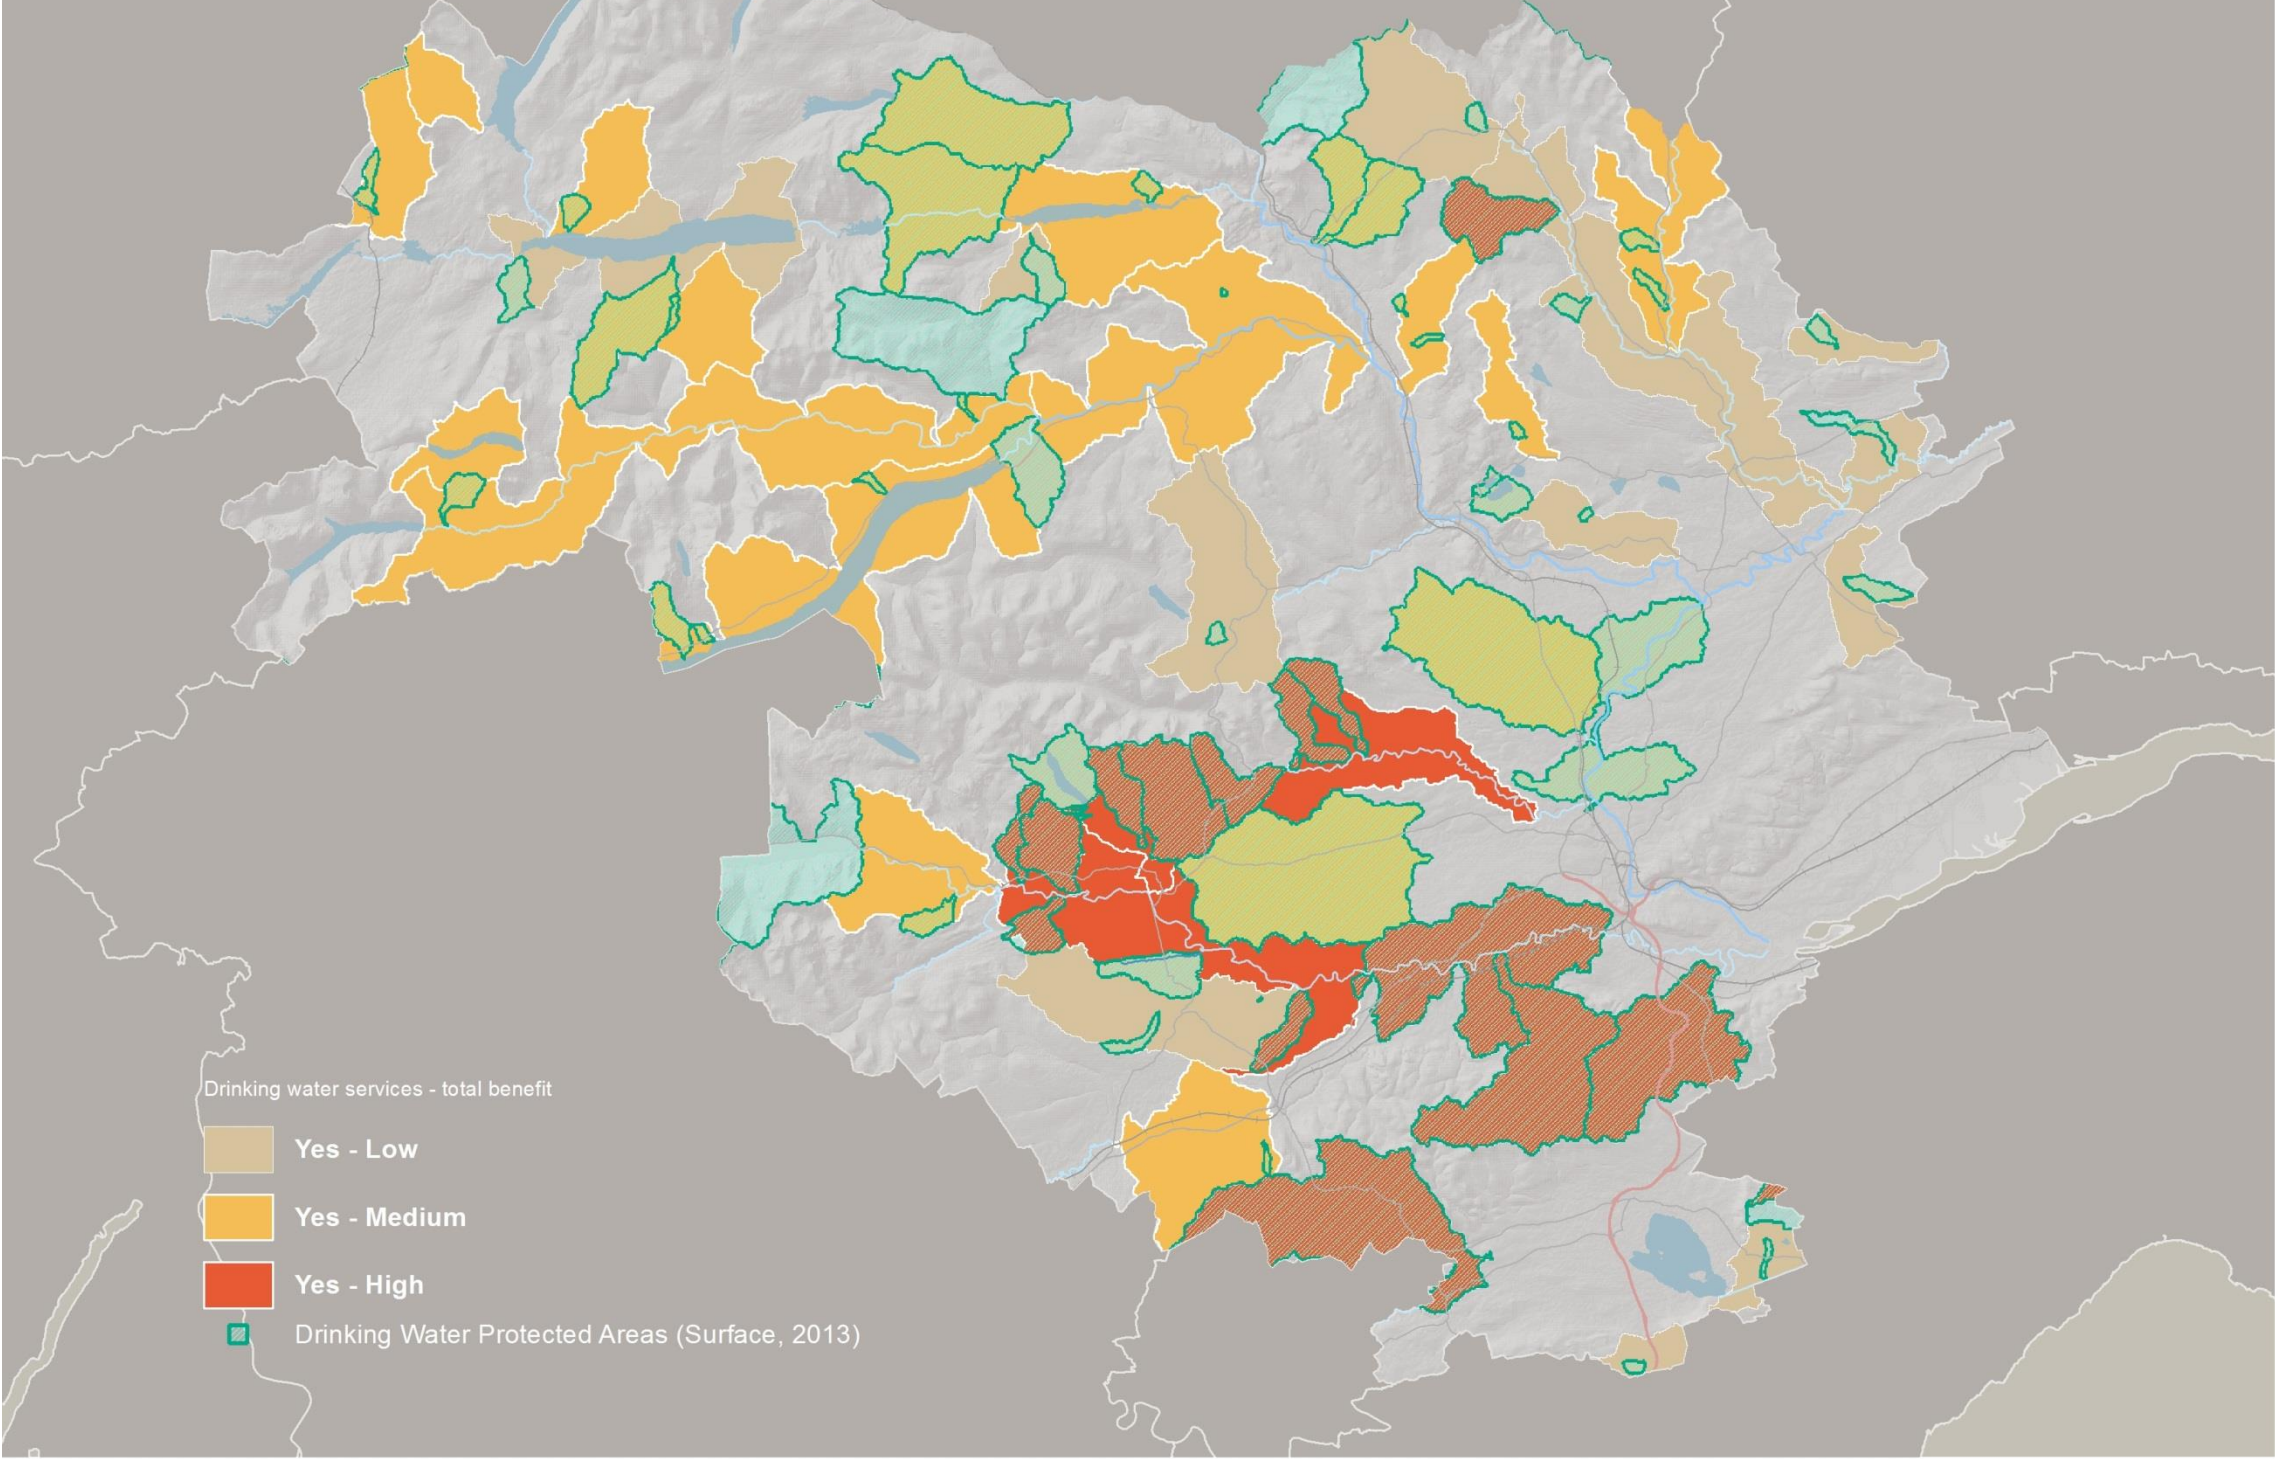 Drinking water services - total benefit
Yes - Low
Yes - Medium
Yes - High
Drinking Water Protected Areas (Surface, 2013)